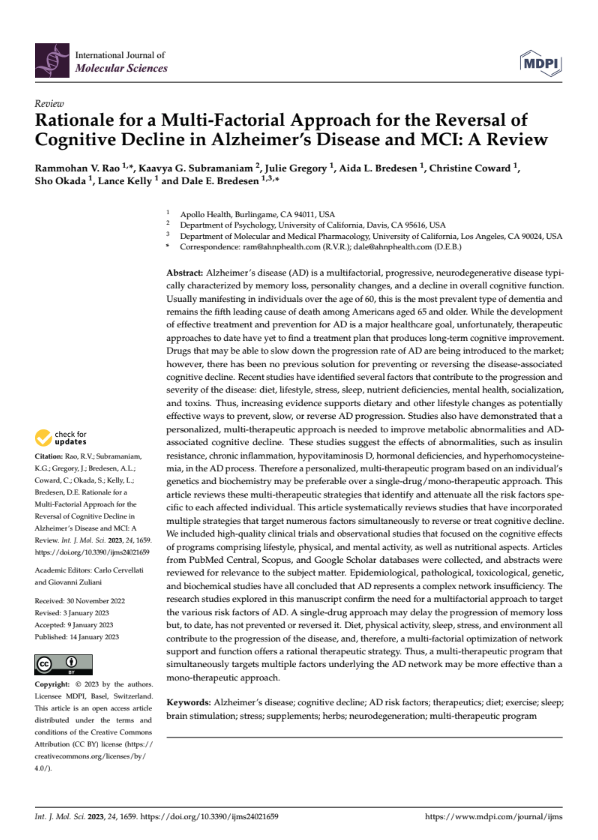 International Journal of
Molecular Sciences
MDPI
Review
Rationale for a Multi-Factorial Approach for the Reversal of
Cognitive Decline in Alzheimer's Disease and MCI: A Review
Rammohan V. Rao 1,*, Kaavya G. Subramaniam 2, Julie Gregory 1, Aida L. Bredesen 1, Christine Coward 1,
Sho Okada 1, Lance Kelly 1 and Dale E. Bredesen 1,3,*
1 Apollo Health, Burlingame, CA 94011, USA
2 Department of Psychology, University of California, Davis, CA 95616, USA
3 Department of Molecular and Medical Pharmacology, University of California, Los Angeles, CA 90024, USA
* Correspondence: ram@ahnphealth.com (R.V.R.); dale@ahnphealth.com (D.E.B.)
Abstract: Alzheimer's disease (AD) is a multifactorial, progressive, neurodegenerative disease typi-
cally characterized by memory loss, personality changes, and a decline in overall cognitive function.
Usually manifesting in individuals over the age of 60, this is the most prevalent type of dementia and
remains the fifth leading cause of death among Americans aged 65 and older. While the development
of effective treatment and prevention for AD is a major healthcare goal, unfortunately, therapeutic
approaches to date have yet to find a treatment plan that produces long-term cognitive improvement.
Drugs that may be able to slow down the progression rate of AD are being introduced to the market;
however, there has been no previous solution for preventing or reversing the disease-associated
cognitive decline. Recent studies have identified several factors that contribute to the progression and
severity of the disease: diet, lifestyle, stress, sleep, nutrient deficiencies, mental health, socialization,
and toxins. Thus, increasing evidence supports dietary and other lifestyle changes as potentially
effective ways to prevent, slow, or reverse AD progression. Studies also have demonstrated that a
personalized, multi-therapeutic approach is needed to improve metabolic abnormalities and AD-
associated cognitive decline. These studies suggest the effects of abnormalities, such as insulin
resistance, chronic inflammation, hypovitaminosis D, hormonal deficiencies, and hyperhomocysteine-
mia, in the AD process. Therefore a personalized, multi-therapeutic program based on an individual's
genetics and biochemistry may be preferable over a single-drug/mono-therapeutic approach. This
article reviews these multi-therapeutic strategies that identify and attenuate all the risk factors spe-
cific to each affected individual. This article systematically reviews studies that have incorporated
multiple strategies that target numerous factors simultaneously to reverse or treat cognitive decline.
We included high-quality clinical trials and observational studies that focused on the cognitive effects
of programs comprising lifestyle, physical, and mental activity, as well as nutritional aspects. Articles
from PubMed Central, Scopus, and Google Scholar databases were collected, and abstracts were
reviewed for relevance to the subject matter. Epidemiological, pathological, toxicological, genetic,
and biochemical studies have all concluded that AD represents a complex network insufficiency. The
research studies explored in this manuscript confirm the need for a multifactorial approach to target
the various risk factors of AD. A single-drug approach may delay the progression of memory loss
but, to date, has not prevented or reversed it. Diet, physical activity, sleep, stress, and environment all
contribute to the progression of the disease, and, therefore, a multi-factorial optimization of network
support and function offers a rational therapeutic strategy. Thus, a multi-therapeutic program that
simultaneously targets multiple factors underlying the AD network may be more effective than a
mono-therapeutic approach.
Keywords: Alzheimer's disease; cognitive decline; AD risk factors; therapeutics; diet; exercise; sleep;
brain stimulation; stress; supplements; herbs; neurodegeneration; multi-therapeutic program
check for
updates
Citation: Rao, R.V.; Subramaniam,
K.G.; Gregory, J.; Bredesen, A.L.;
Coward, C.; Okada, S.; Kelly, L.;
Bredesen, D.E. Rationale for a
Multi-Factorial Approach for the
Reversal of Cognitive Decline in
Alzheimer's Disease and MCI: A
Review. Int. J. Mol. Sci. 2023, 24, 1659.
https://doi.org/10.3390/ijms24021659
Academic Editors: Carlo Cervellati
and Giovanni Zuliani
Received: 30 November 2022
Revised: 3 January 2023
Accepted: 9 January 2023
Published: 14 January 2023
cc BY
Copyright: © 2023 by the authors.
Licensee MDPI, Basel, Switzerland.
This article is an open access article
distributed under the terms and
conditions of the Creative Commons
Attribution (CC BY) license (https://
creativecommons.org/licenses/by/
4.0/).
Int. J. Mol. Sci. 2023, 24, 1659. https://doi.org/10.3390/ijms24021659
https://www.mdpi.com/journal/ijms